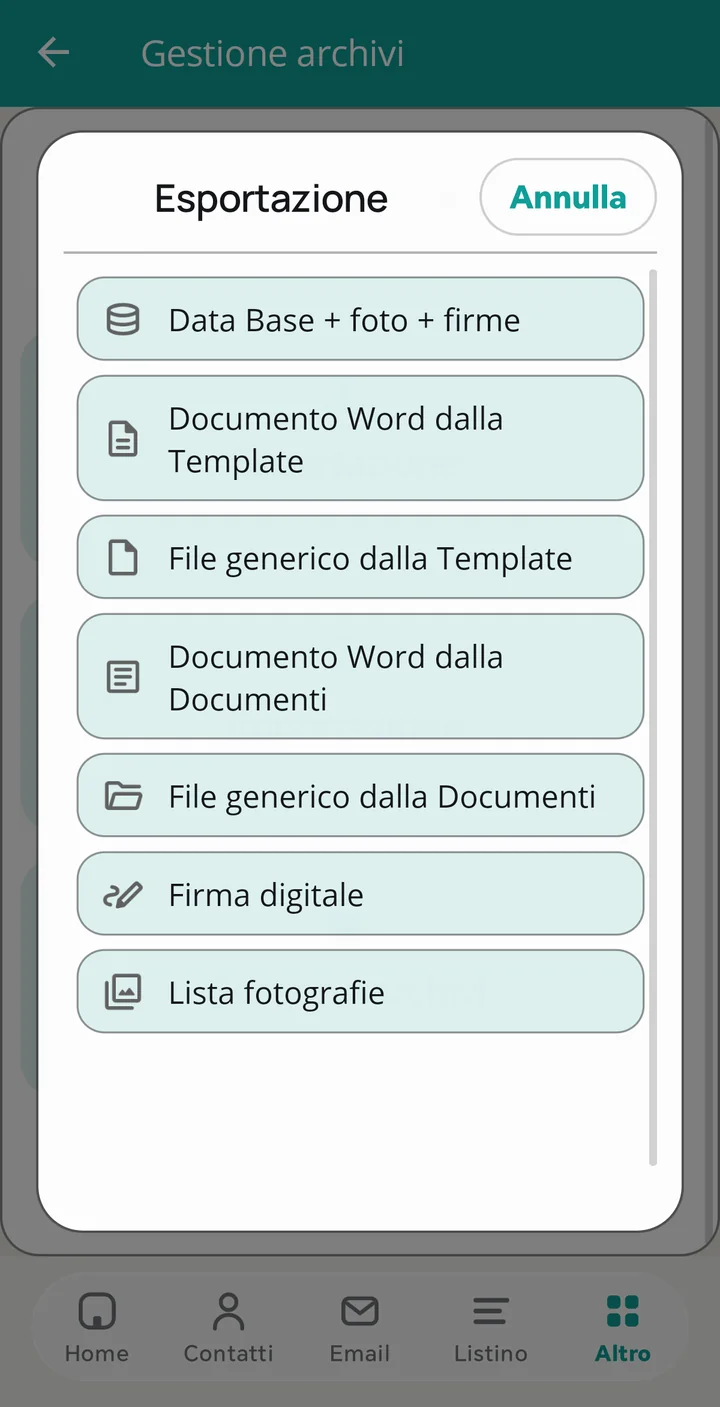 Gestione archivi
Esportazione
Annulla
Data Base + foto + firme
Documento Word dalla
Template
File generico dalla Template
Documento Word dalla
Documenti
File generico dalla Documenti
Firma digitale
Lista fotografie
Home
Contatti
Email
Listino
Altro